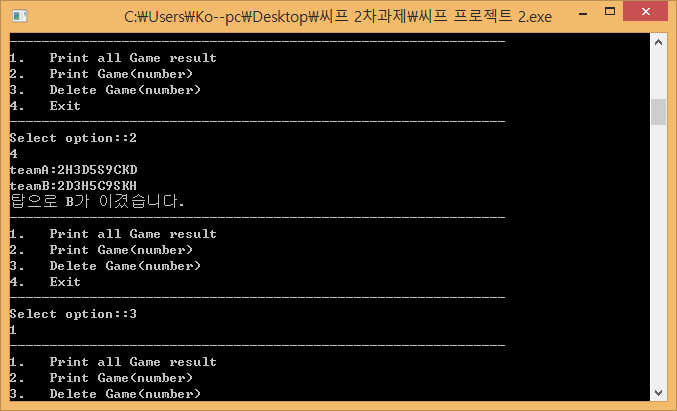 C:\Users\Ko--pc\Desktop\씨프 2차과제\씨프 프로젝트 2.exe
1.   Print all Game result
2.   Print Game(number)
3.   Delete Game(number)
4.   Exit
Select option::2
4
teamA:2H3D5S9CKD
teamB:2D3H5C9SKH
탑으로 B가 이겼습니다.
1.   Print all Game result
2.   Print Game(number)
3.   Delete Game(number)
4.   Exit
Select option::3
1
1.   Print all Game result
2.   Print Game(number)
3.   Delete Game(number)